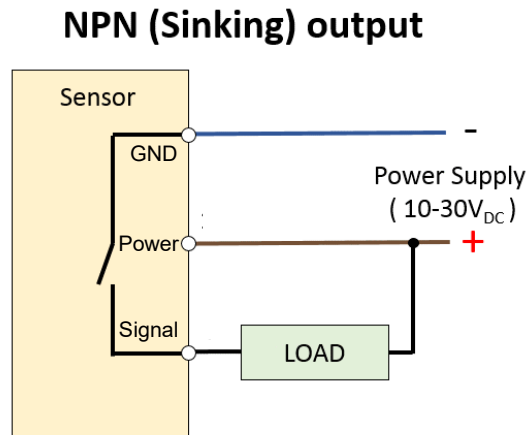 NPN (Sinking) output
Sensor
GND
-
Power Supply
( 10-30VDC )
Power
+
Signal
LOAD